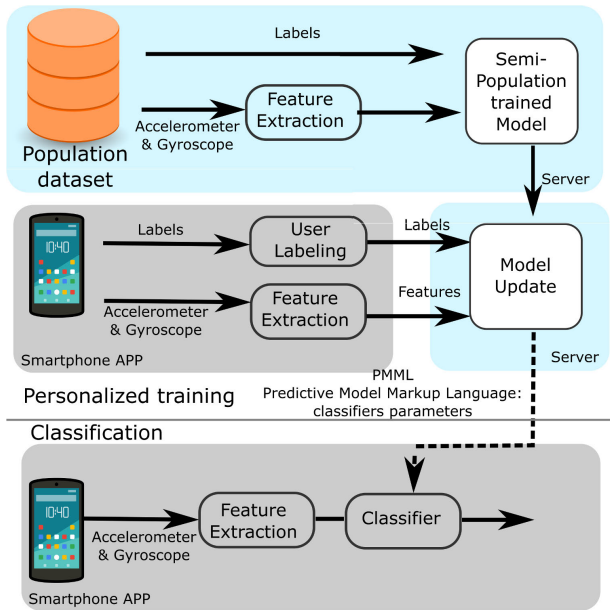 Labels
Semi-
Population
trained
Model
Feature
Extraction
Accelerometer
& Gyroscope
Population
dataset
Server
10:40
Labels
User
Labeling
Labels
Model
Update
Accelerometer
& Gyroscope
Feature
Extraction
Features
Smartphone APP
Server
Personalized training
PMML
Predictive Model Markup Language:
classifiers parameters
Classification
10:40
Accelerometer
& Gyroscope
Feature
Extraction
Classifier
Smartphone APP